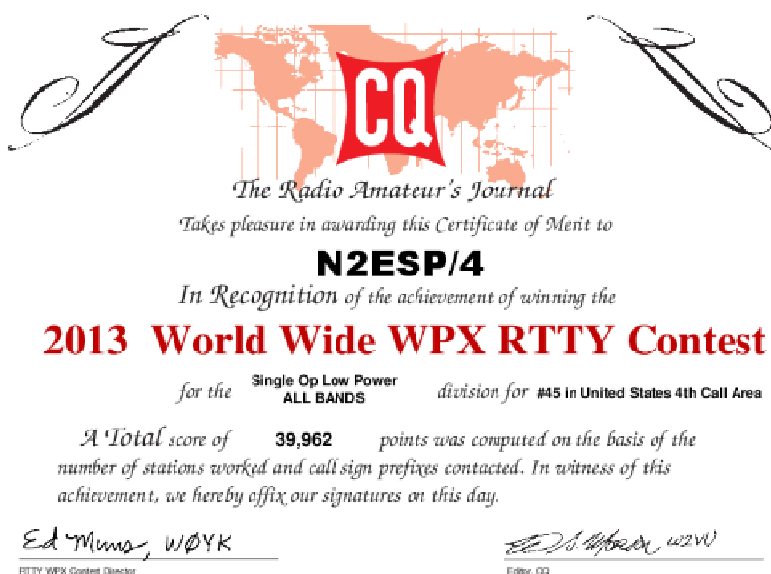 CQ
The Radio Amateur's Journal
Takes pleasure in awarding this Certificate of Merit to
N2ESP/4
In Recognition of the achievement of winning the
2013 World Wide WPX RTTY Contest
for the Single Op Low Power ALL BANDS division for #45 in United States 4th Call Area
A Total score of 39,962 points was computed on the basis of the
number of stations worked and call sign prefixes contacted. In witness of this
achievement, we hereby affix our signatures on this day.
Ed Muns, WØYK
W2VU
RTTY WPX Contest Director
Editor, CQ